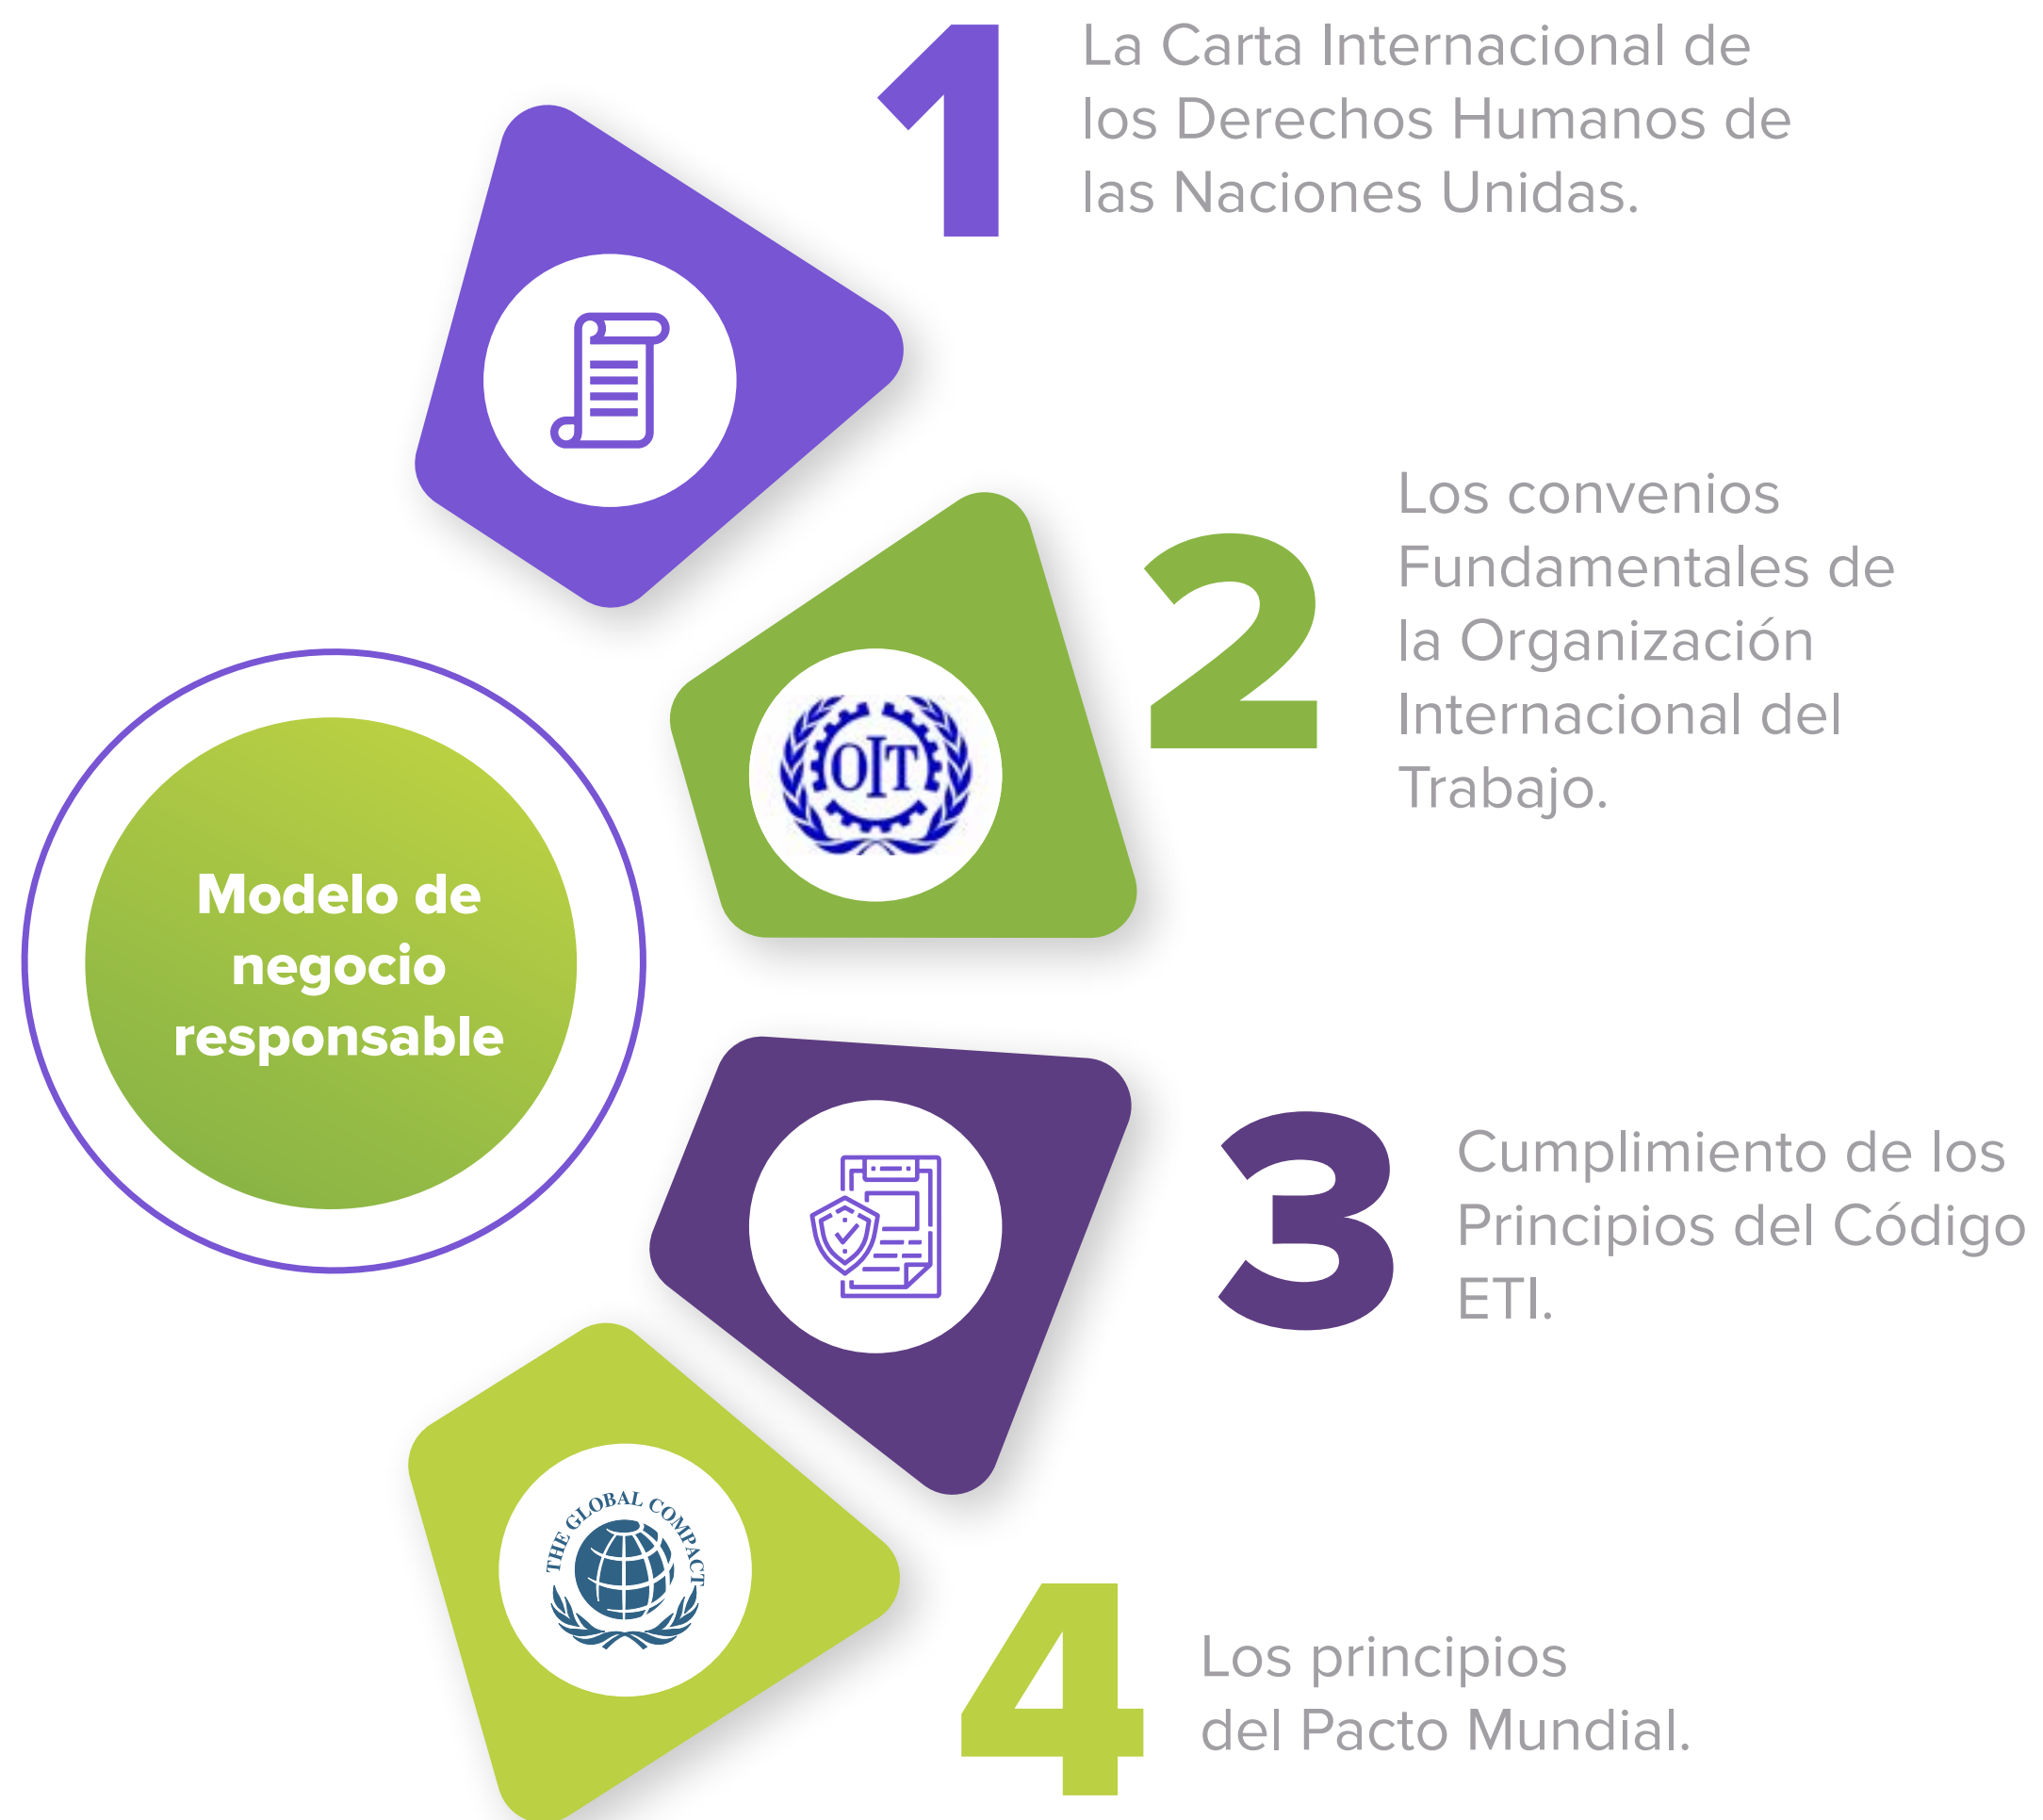 1
La Carta Internacional de
los Derechos Humanos de
las Naciones Unidas.
2
Los convenios
Fundamentales de
la Organización
Internacional del
Trabajo.
OIT
Modelo de
negocio
responsable
3
Cumplimiento de los
Principios del Código
ETI.
THE GLOBAL COMPACT
4
Los principios
del Pacto Mundial.